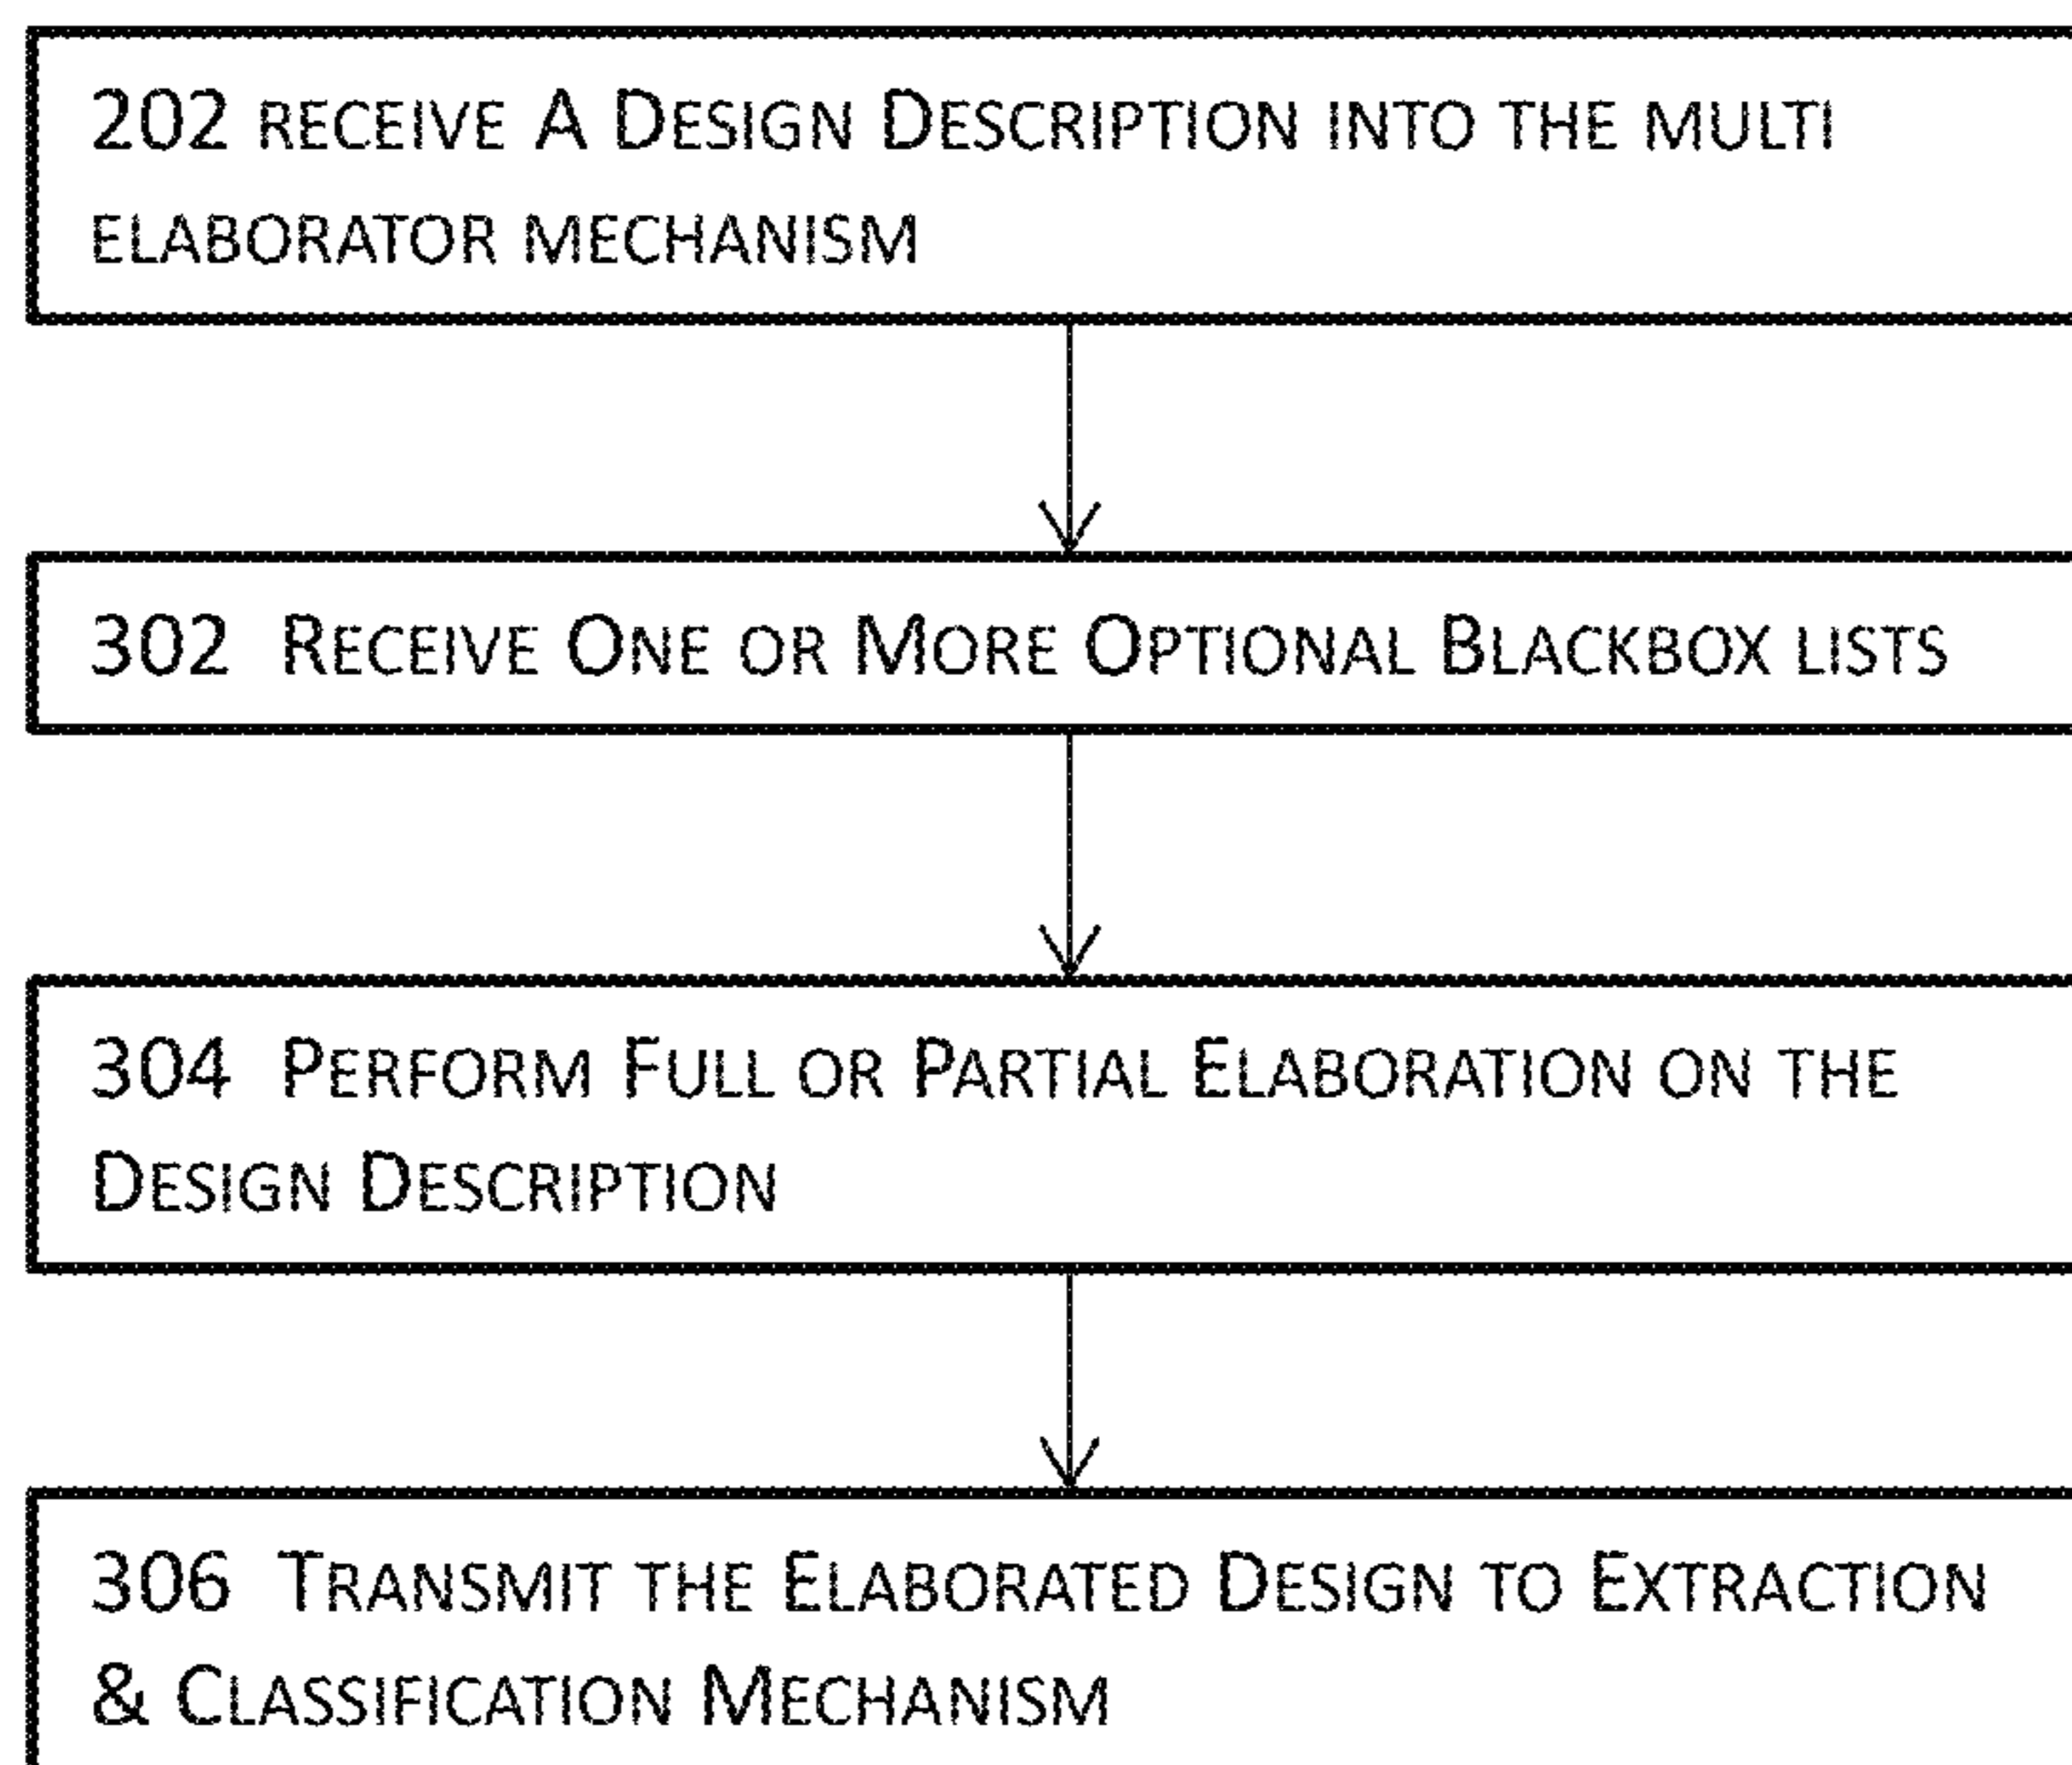 202 RECEIVE A DESIGN DESCRIPTION INTO THE MULTI
ELABORATOR MECHANISM
302 RECEIVE ONE OR MORE OPTIONAL BLACKBOX LISTS
304 PERFORM FULL OR PARTIAL ELABORATION ON THE
DESIGN DESCRIPTION
306 TRANSMIT THE ELABORATED DESIGN TO EXTRACTION
& CLASSIFICATION MECHANISM